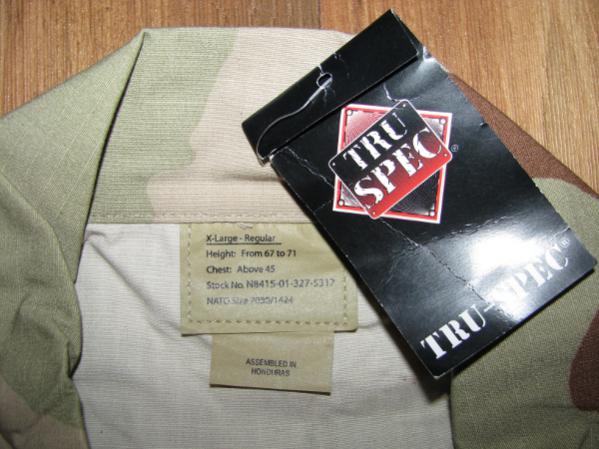 X-Large - Regular
Height: From 67 to 71
Chest: Above 45
Stock No. N8415-01-327-5317
NATO Size 7090/1424
ASSEMBLED IN
HONDURAS
TRU
SPEC
TRU-SPEC®